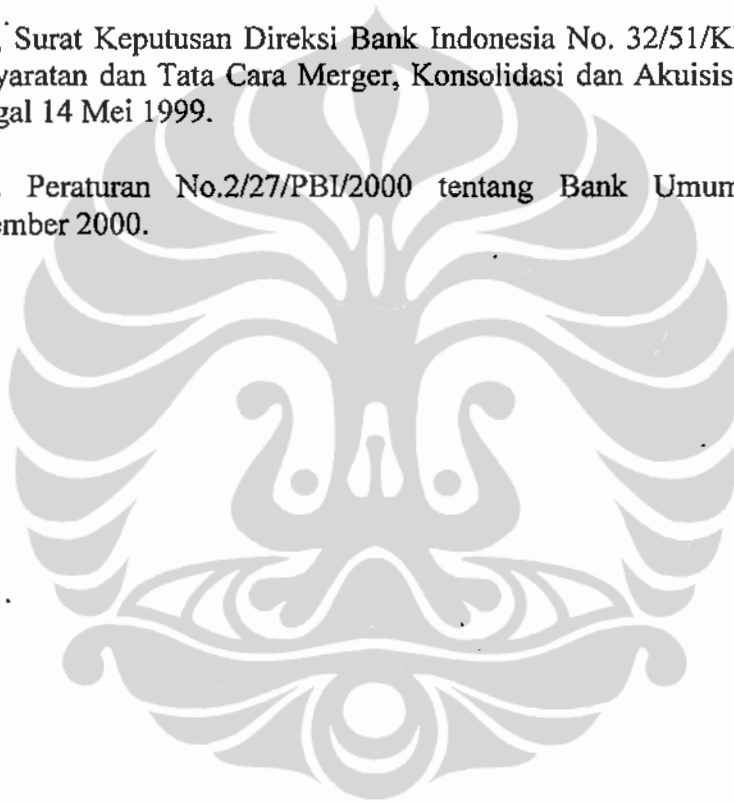 , Surat Keputusan Direksi Bank Indonesia No. 32/51/K
yaratan dan Tata Cara Merger, Konsolidasi dan Akuisis
gal 14 Mei 1999.
. Peraturan No.2/27/PBI/2000 tentang Bank Umum
ember 2000.